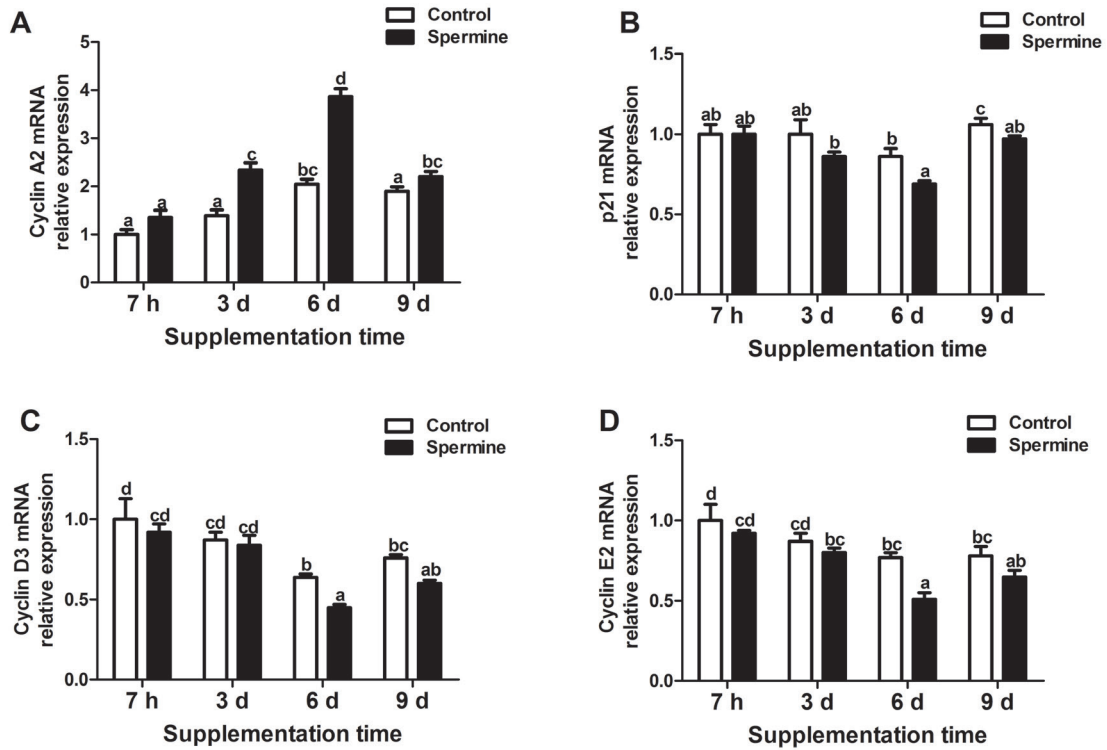 A
Control
Spermine
Cyclin A2 mRNA
relative expression
5
4
3
2
1
0
a
a
a
c
bc
d
a
bc
7 h
3 d
6 d
9 d
Supplementation time
B
Control
Spermine
p21 mRNA
relative expression
1.5
1.0
0.5
0.0
ab
ab
ab
b
b
a
c
ab
7 h
3 d
6 d
9 d
Supplementation time
C
Control
Spermine
Cyclin D3 mRNA
relative expression
1.5
1.0
0.5
0.0
d
cd
cd
cd
b
a
bc
ab
7 h
3 d
6 d
9 d
Supplementation time
D
Control
Spermine
Cyclin E2 mRNA
relative expression
1.5
1.0
0.5
0.0
d
cd
cd
bc
bc
a
bc
ab
7 h
3 d
6 d
9 d
Supplementation time